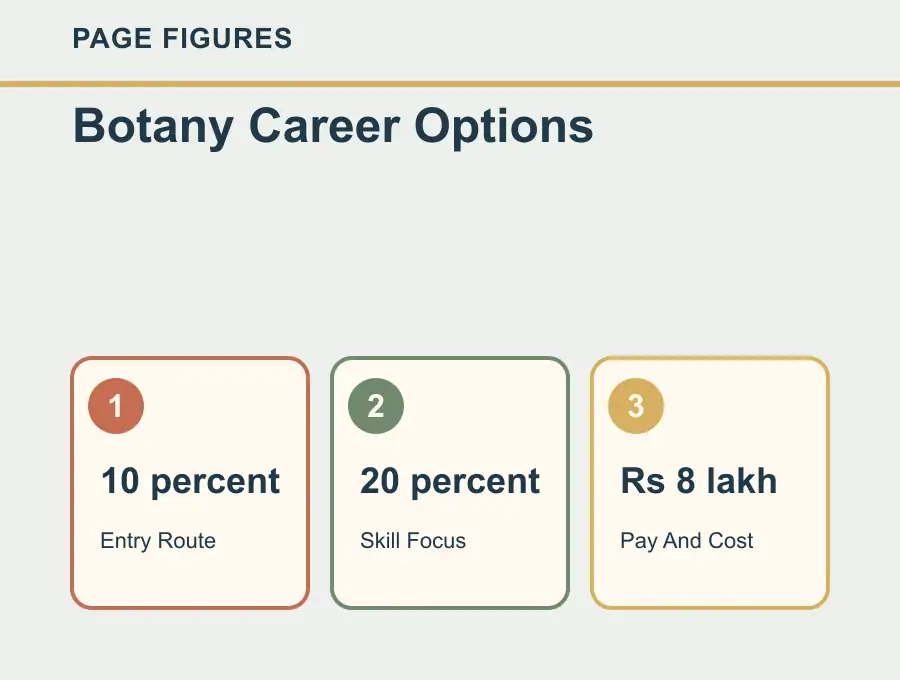 PAGE FIGURES
Botany Career Options
1
2
3
10 percent
20 percent
Rs 8 lakh
Entry Route
Skill Focus
Pay And Cost